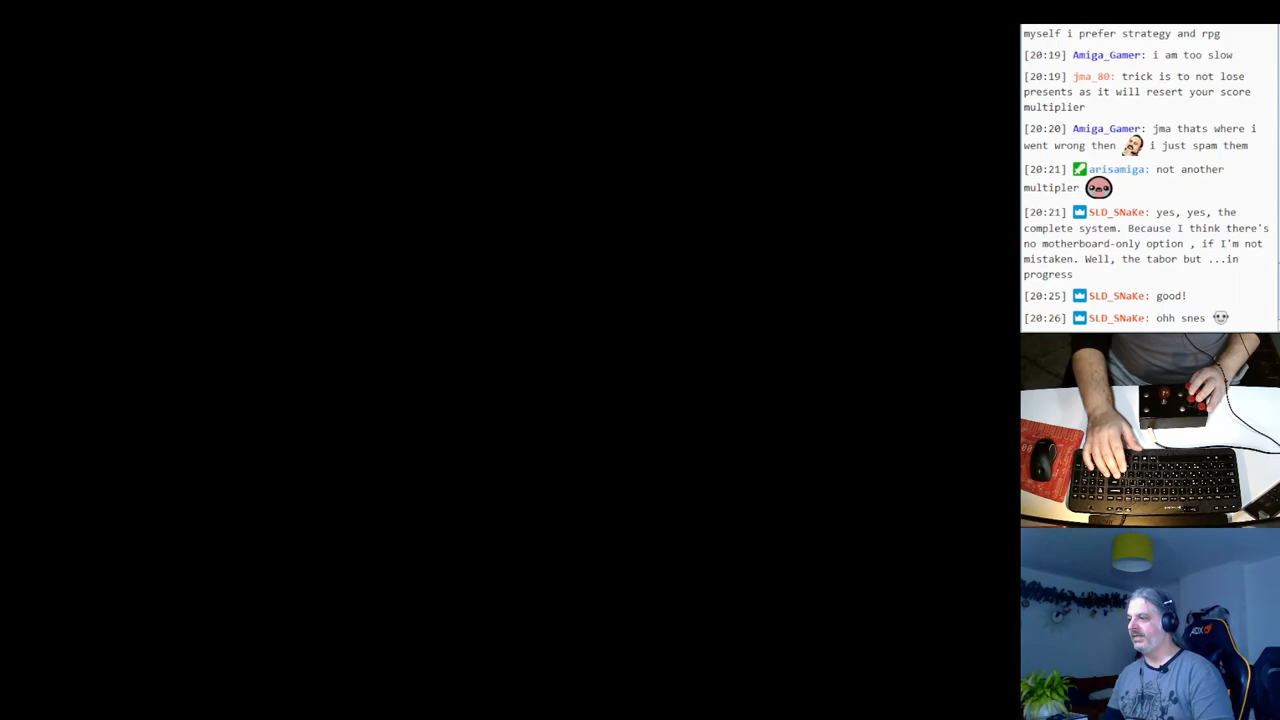 myself i prefer strategy and rpg
[20:19] Amiga_Gamer: i am too slow
[20:19] jma_80: trick is to not lose
presents as it will resert your score
multiplier
[20:20] Amiga_Gamer: jma thats where i
went wrong then i just spam them
[20:21] arisamiga: not another
multipler
[20:21] SLD_SNaKe: yes, yes, the
complete system. Because I think there's
no motherboard-only option , if I'm not
mistaken. Well, the tabor but ...in
progress
[20:25] SLD_SNaKe: good!
[20:26] SLD_SNaKe: ohh snes
ADX